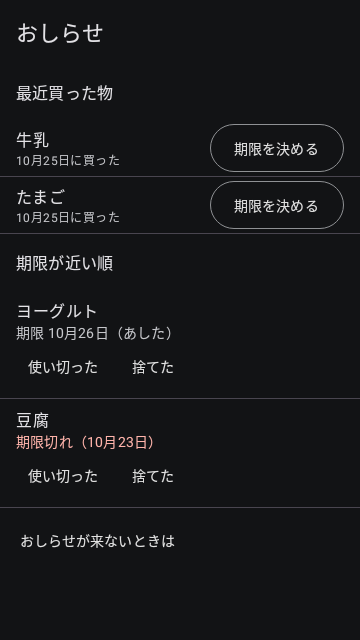 おしらせ
最近買った物
牛乳
10月25日に買った
期限を決める
たまご
10月25日に買った
期限を決める
期限が近い順
ヨーグルト
期限 10月26日（あした）
使い切った 捨てた
豆腐
期限切れ（10月23日）
使い切った 捨てた
おしらせが来ないときは